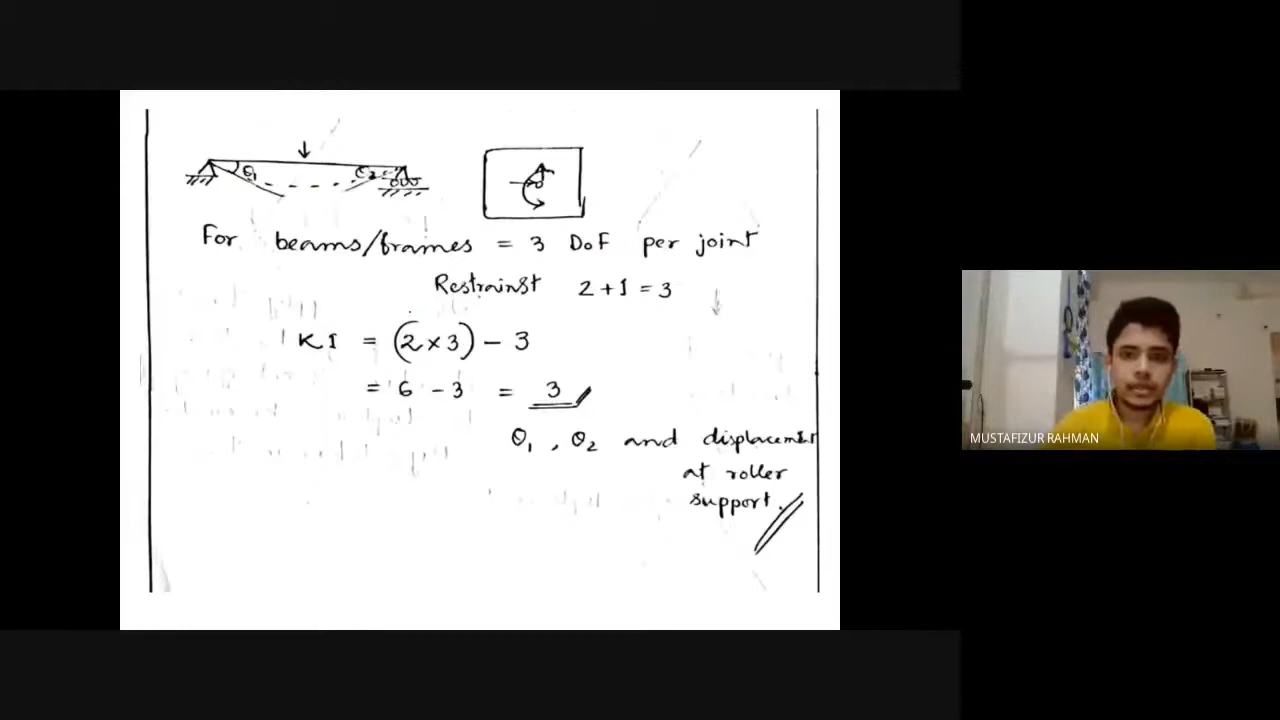 θ₁ θ₂
For beams/frames = 3 DoF per joint
Restrainst 2 + 1 = 3
KI = (2 × 3) - 3
= 6 - 3 = 3
θ₁ , θ₂ and displacement
at roller
support.
MUSTAFIZUR RAHMAN